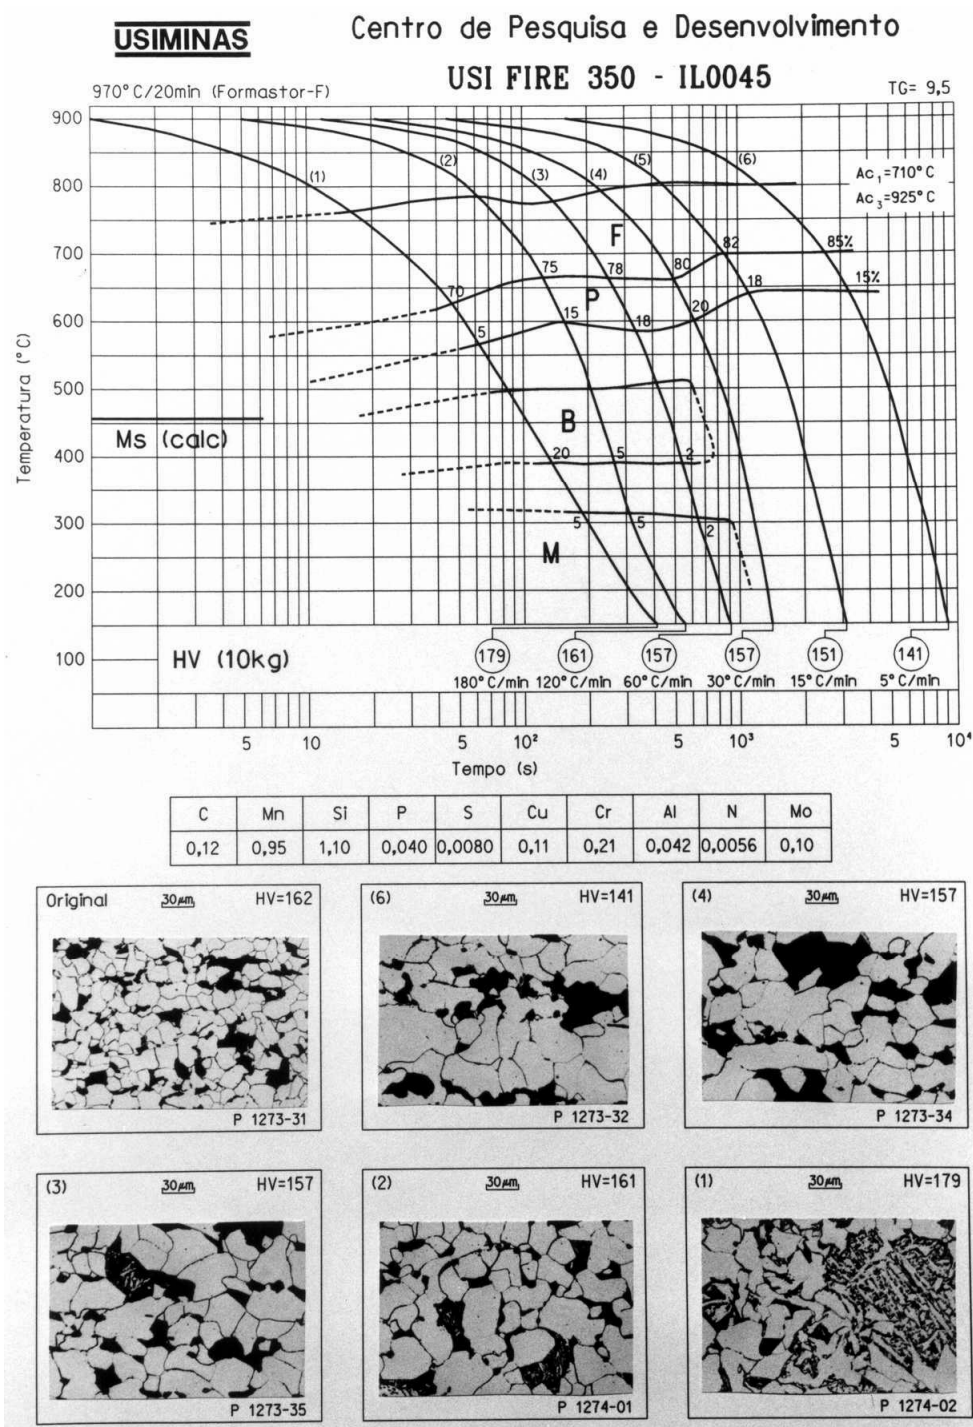 USIMINAS
Centro de Pesquisa e Desenvolvimento
USI FIRE 350 - IL0045
970°C/20min (Formastor-F)
TG= 9,5
900
800
700
600
500
400
300
200
100
Temperatura (°C)
(1)
(2)
(3)
(4)
(5)
(6)
Ac₁=710°C
Ac₃=925°C
F
82
85%
75
78
80
18
15%
70
P
20
15
18
5
Ms (calc)
B
20
5
2
5
5
2
M
HV (10kg)
179
161
157
157
151
141
180°C/min
120°C/min
60°C/min
30°C/min
15°C/min
5°C/min
5
10
5
10²
5
10³
5
10⁴
Tempo (s)
C Mn Si P S Cu Cr Al N Mo
0,12 0,95 1,10 0,040 0,0080 0,11 0,21 0,042 0,0056 0,10
Original 30μm HV=162
P 1273-31
(6) 30μm HV=141
P 1273-32
(4) 30μm HV=157
P 1273-34
(3) 30μm HV=157
P 1273-35
(2) 30μm HV=161
P 1274-01
(1) 30μm HV=179
P 1274-02